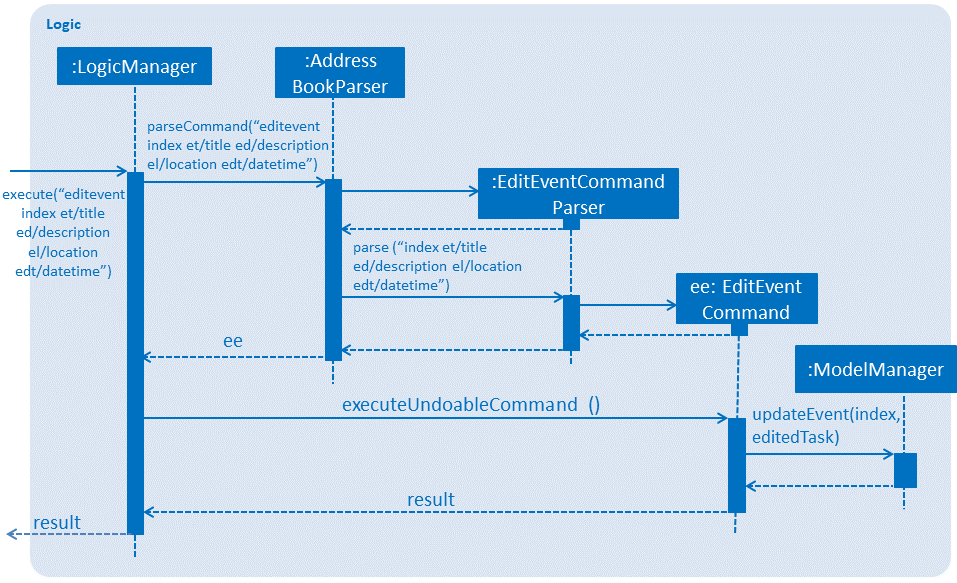 Logic
:LogicManager
:Address
BookParser
parseCommand(“editevent
index et/title ed/description
el/location edt/datetime”)
:EditEventCommand
Parser
execute(“editevent
index et/title
ed/description
el/location
edt/datetime”)
parse (“index et/title
ed/description el/location
edt/datetime”)
ee: EditEvent
Command
ee
:ModelManager
executeUndoableCommand ()
updateEvent(index,
editedTask)
result
result